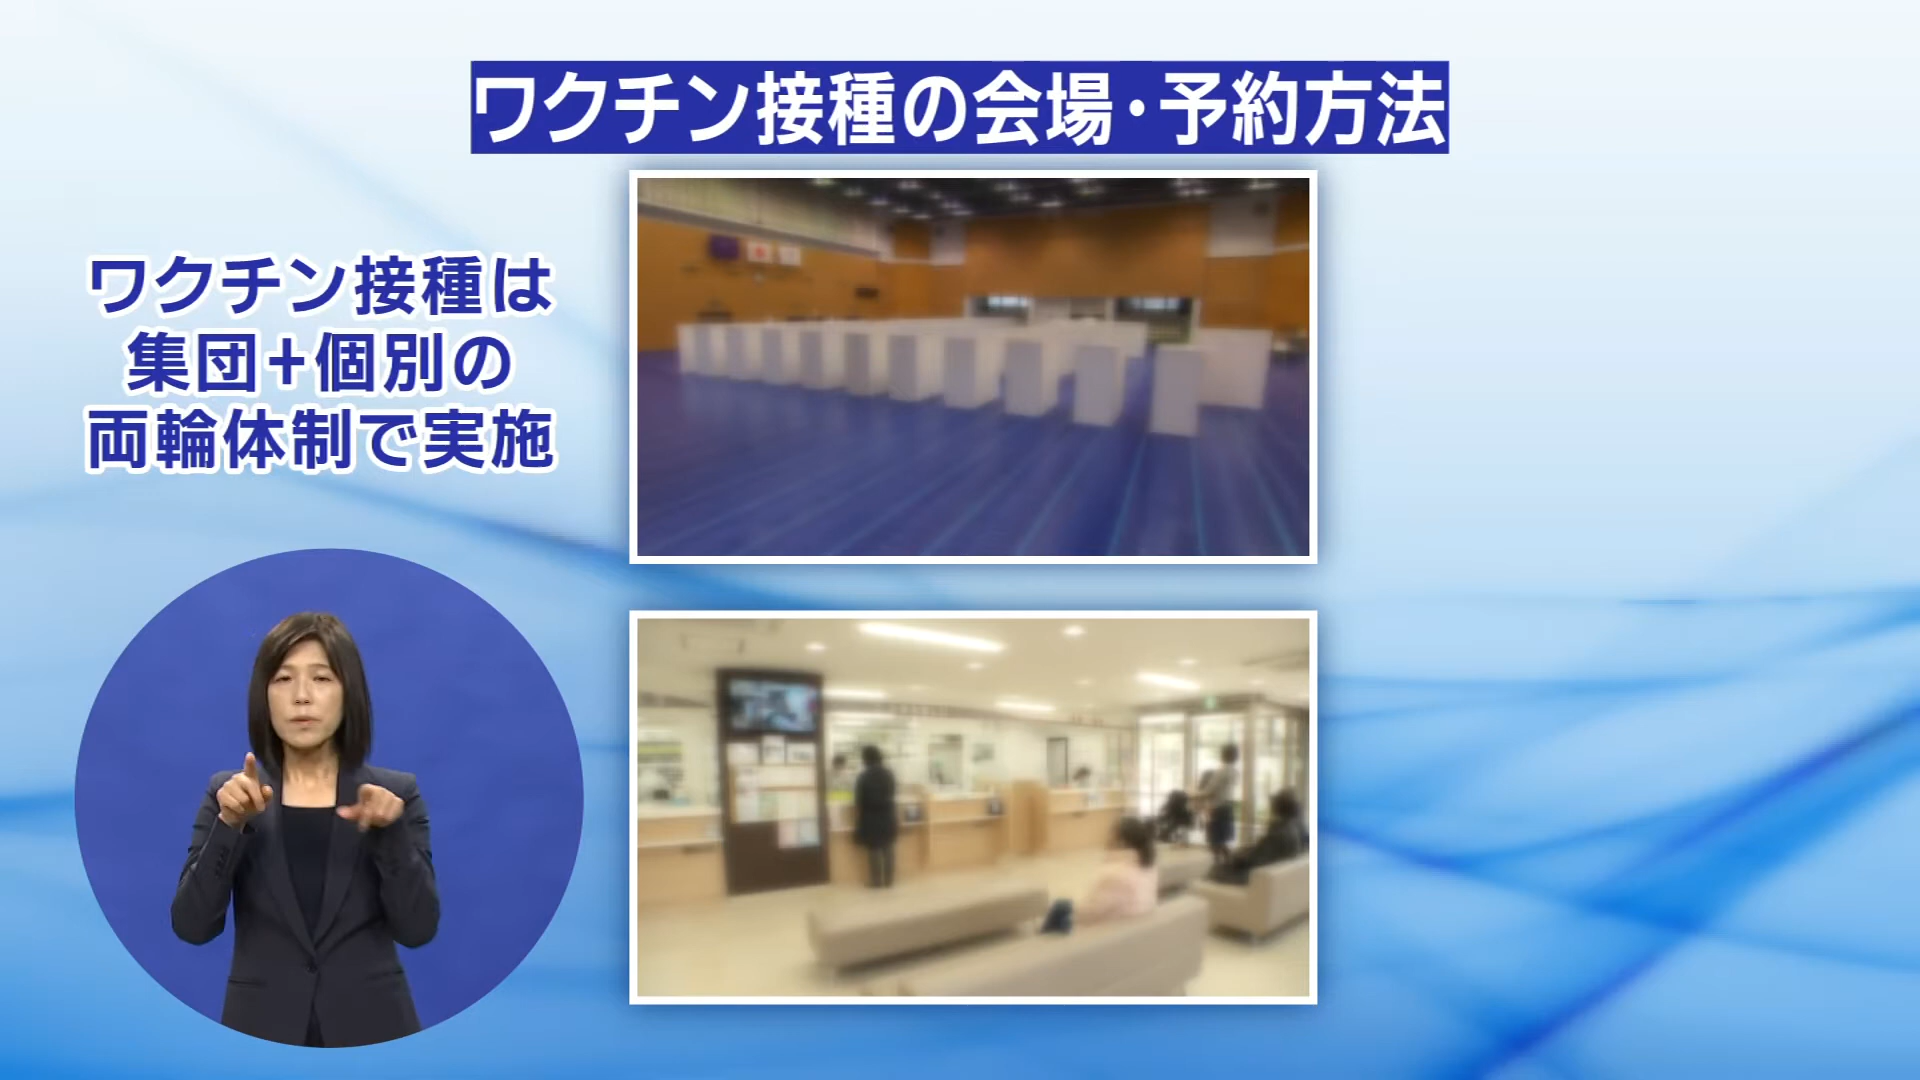 ワクチン接種の会場・予約方法
ワクチン接種は
集団+個別の
両輪体制で実施